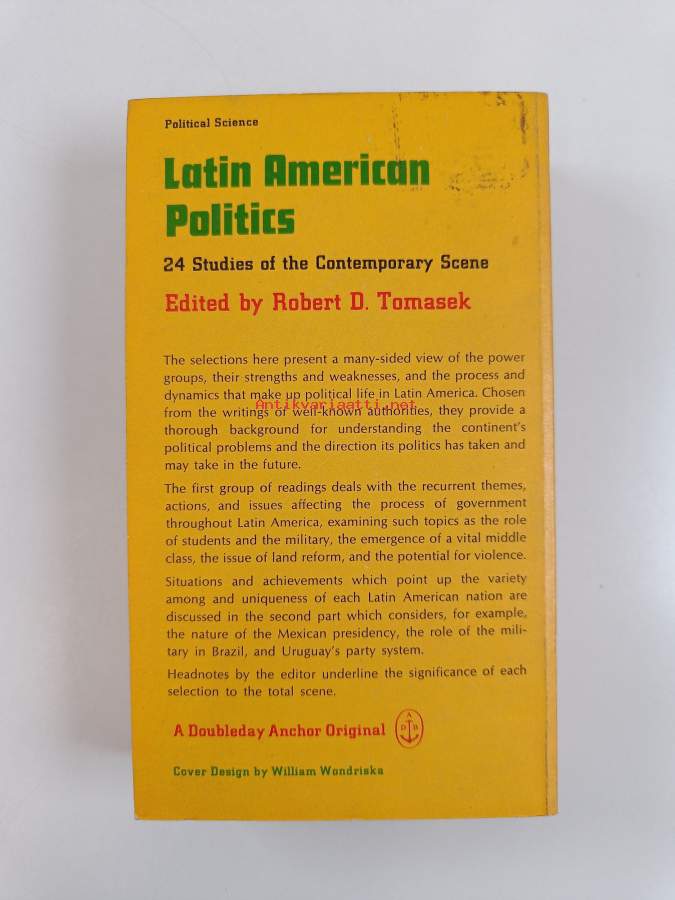 Political Science
Latin American
Politics
24 Studies of the Contemporary Scene
Edited by Robert D. Tomasek
The selections here present a many-sided view of the power
groups, their strengths and weaknesses, and the process and
dynamics that make up political life in Latin America. Chosen
Antikvariaatti.net
from the writings of well-known authorities, they provide a
thorough background for understanding the continent's
political problems and the direction its politics has taken and
may take in the future.
The first group of readings deals with the recurrent themes,
actions, and issues affecting the process of government
throughout Latin America, examining such topics as the role
of students and the military, the emergence of a vital middle
class, the issue of land reform, and the potential for violence.
Situations and achievements which point up the variety
among and uniqueness of each Latin American nation are
discussed in the second part which considers, for example,
the nature of the Mexican presidency, the role of the mili-
tary in Brazil, and Uruguay's party system.
Headnotes by the editor underline the significance of each
selection to the total scene.
A Doubleday Anchor Original
A
D B
Cover Design by William Wondriska